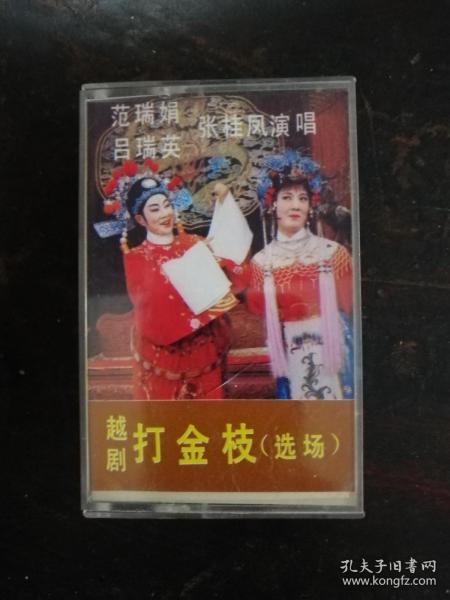 范瑞娟
吕瑞英
张桂凤演唱
越剧
打金枝(选场)
孔夫子旧书网
www.kongfz.com